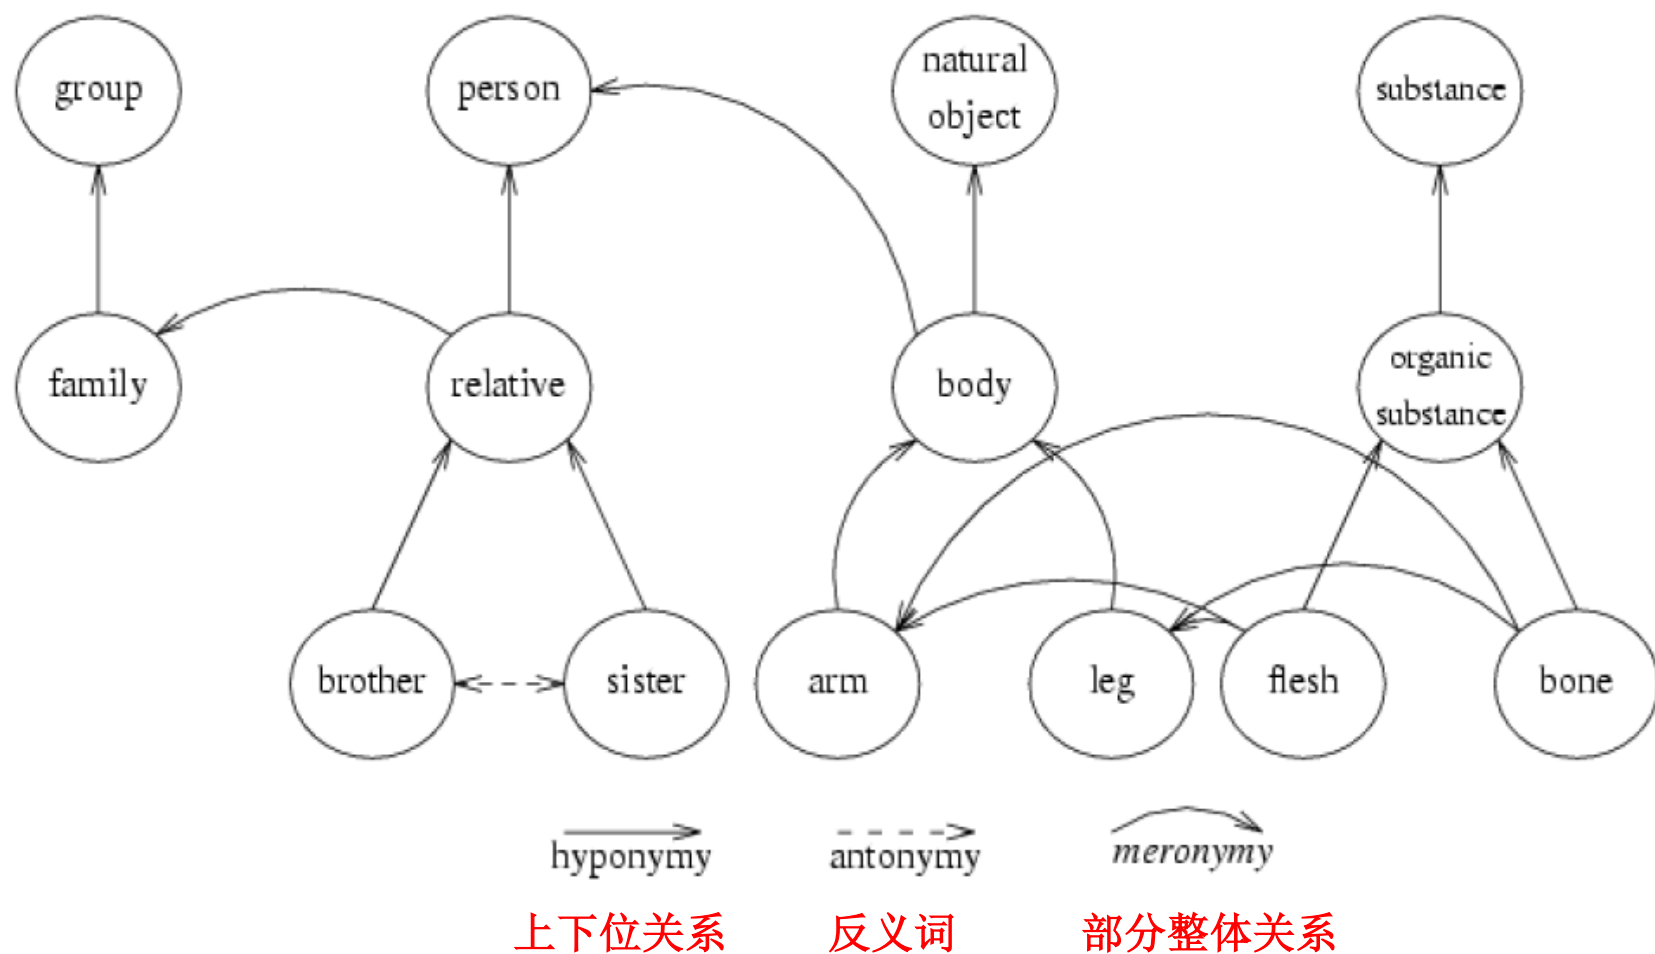 group
person
natural
object
substance
family
relative
body
organic
substance
brother
sister
arm
leg
flesh
bone
hyponymy
antonymy
meronymy
上下位关系
反义词
部分整体关系